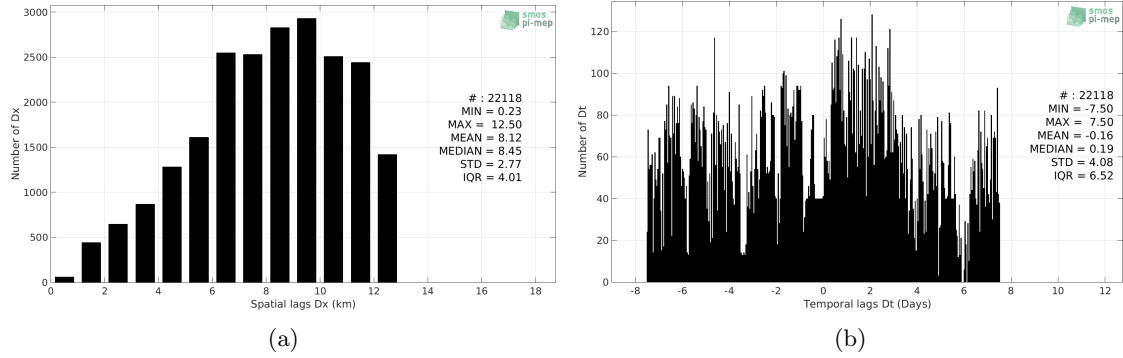 smos
pi-mep
3000
2500
2000
1500
1000
500
0
Number of Dx
# : 22118
MIN = 0.23
MAX = 12.50
MEAN = 8.12
MEDIAN = 8.45
STD = 2.77
IQR = 4.01
0 2 4 6 8 10 12 14 16 18
Spatial lags Dx (km)
(a)
smos
pi-mep
120
100
80
60
40
20
0
Number of Dt
# : 22118
MIN = -7.50
MAX = 7.50
MEAN = -0.16
MEDIAN = 0.19
STD = 4.08
IQR = 6.52
-8 -6 -4 -2 0 2 4 6 8 10 12
Temporal lags Dt (Days)
(b)